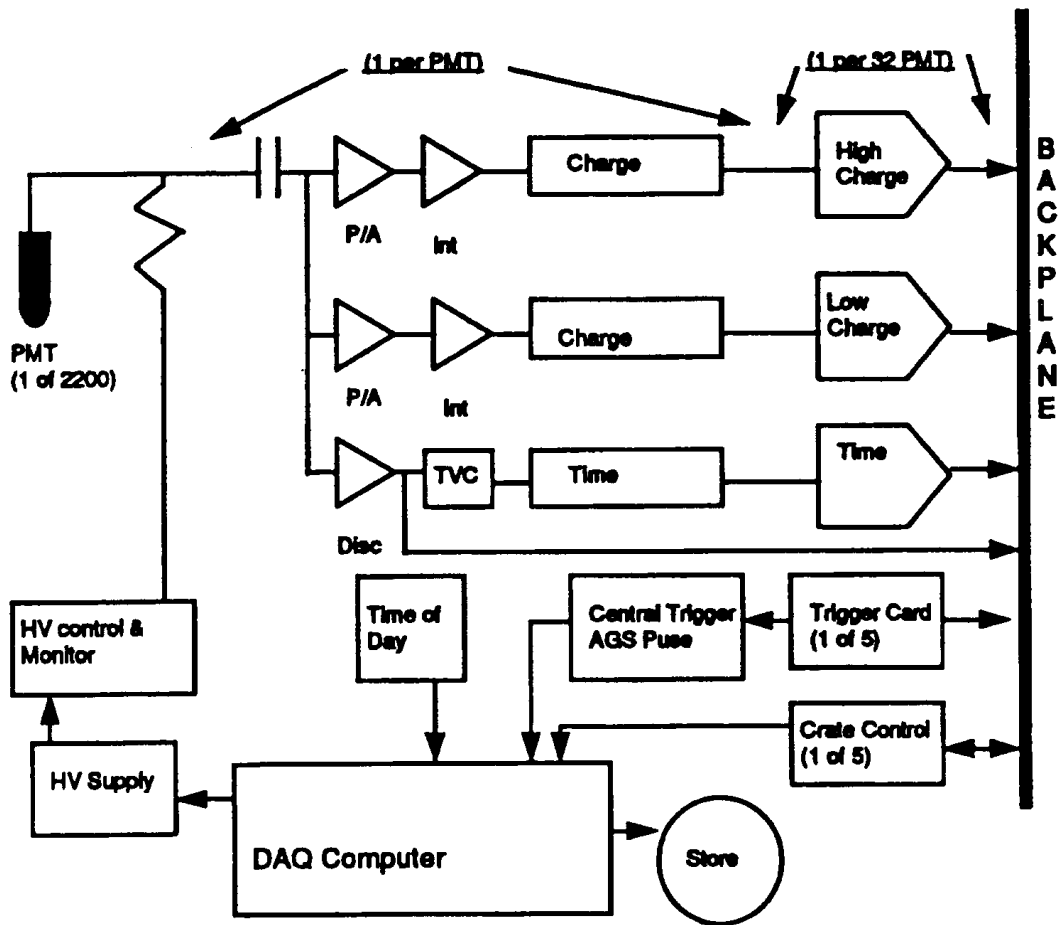 (1 per PMT)
(1 per 32 PMT)
High
Charge
Charge
P/A
Int
BACKPLANE
PMT
(1 of 2200)
Low
Charge
Charge
P/A
Int
Time
TVC
Time
Disc
HV control &
Monitor
Time of
Day
Central Trigger
AGS Puse
Trigger Card
(1 of 5)
Crate Control
(1 of 5)
HV Supply
DAQ Computer
Store